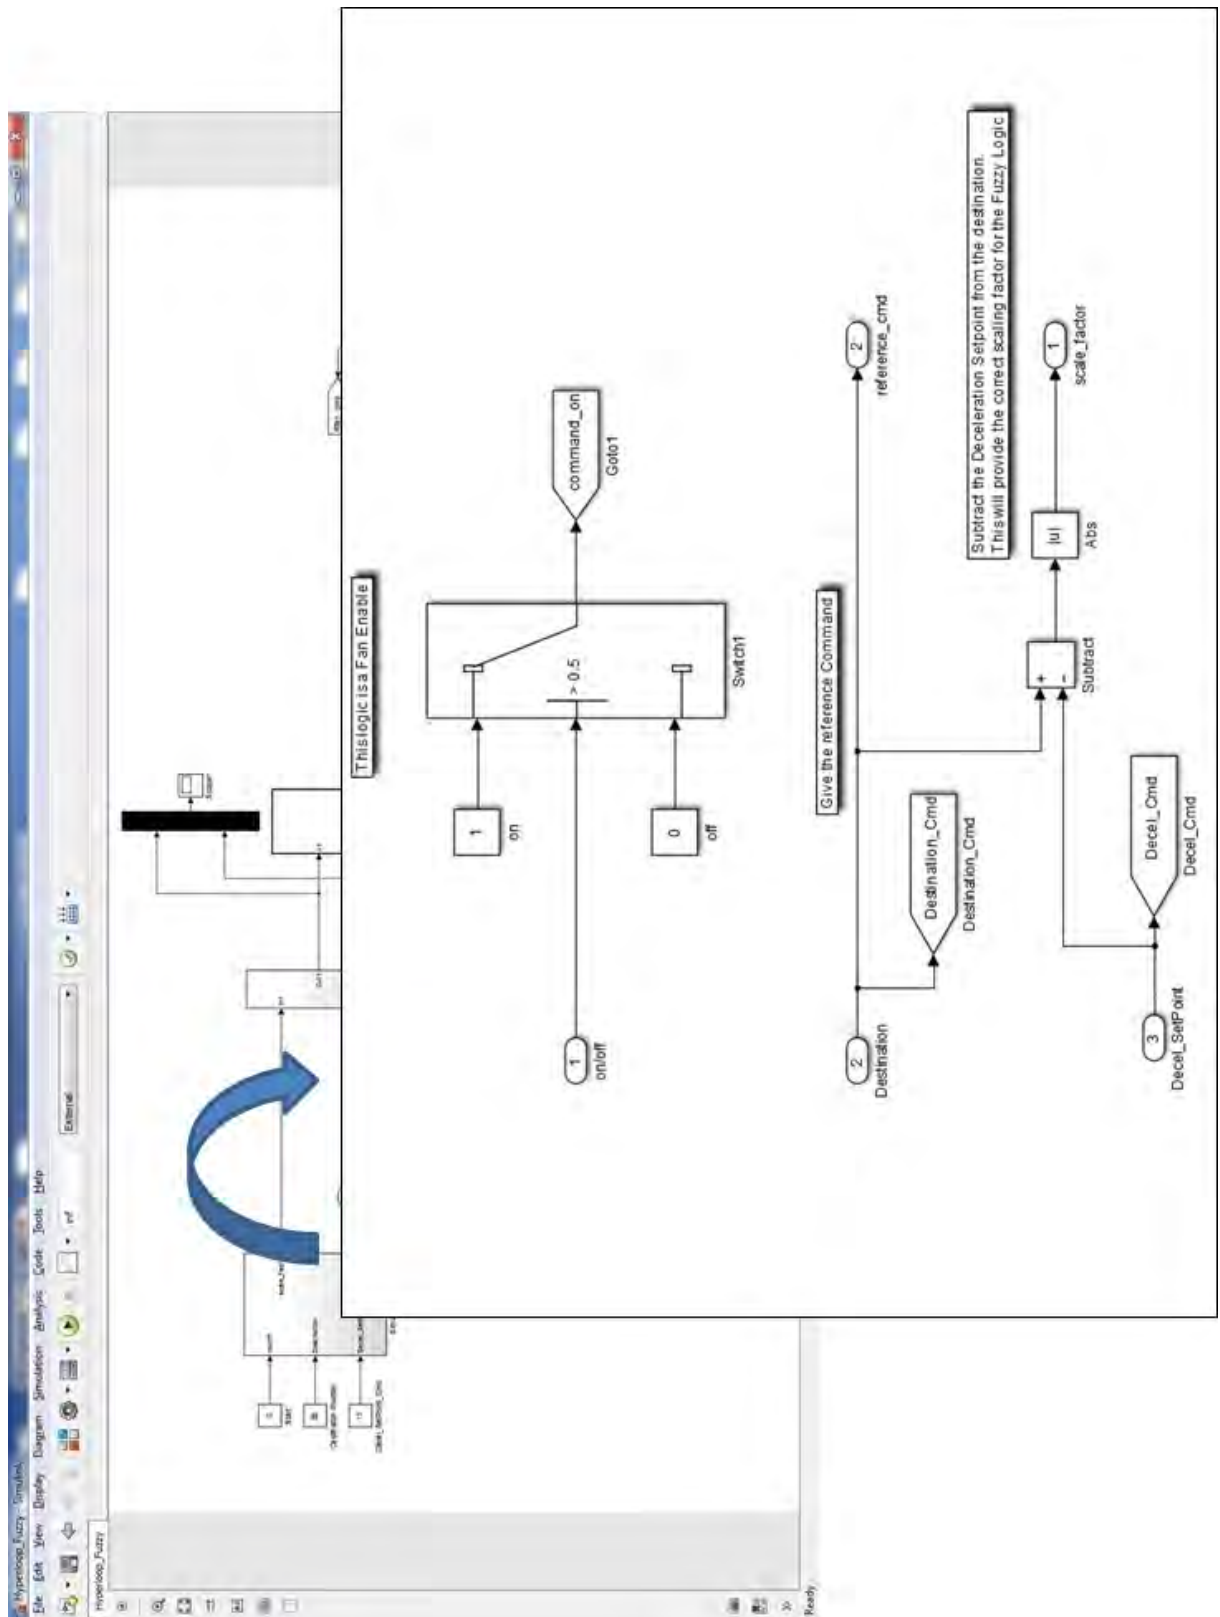 Hyperloop_Fuzzy - Simulink
File Edit View Display Diagram Simulation Analysis Code Tools Help
External
Hyperloop_Fuzzy
Ready
This logic is a Fan Enable
1
on
1
on/off
> 0.5
0
off
Switch1
command_on
Goto1
Give the reference Command
2
Destination
Destination_Cmd
Destination_Cmd
2
reference_cmd
Subtract the Deceleration Setpoint from the destination.
This will provide the correct scaling factor for the Fuzzy Logic
3
Decel_SetPoint
Decel_Cmd
Decel_Cmd
+
−
Subtract
|u|
Abs
1
scale_factor